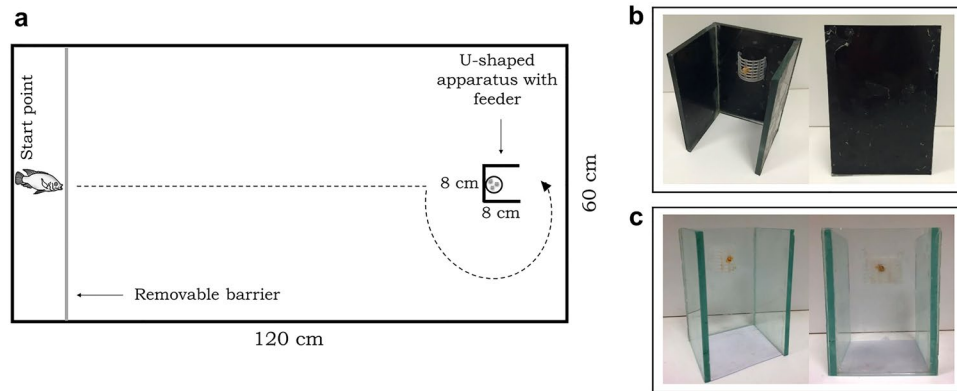 a
U-shaped
apparatus with
feeder
Start point
8 cm
8 cm
60 cm
Removable barrier
120 cm
b
c